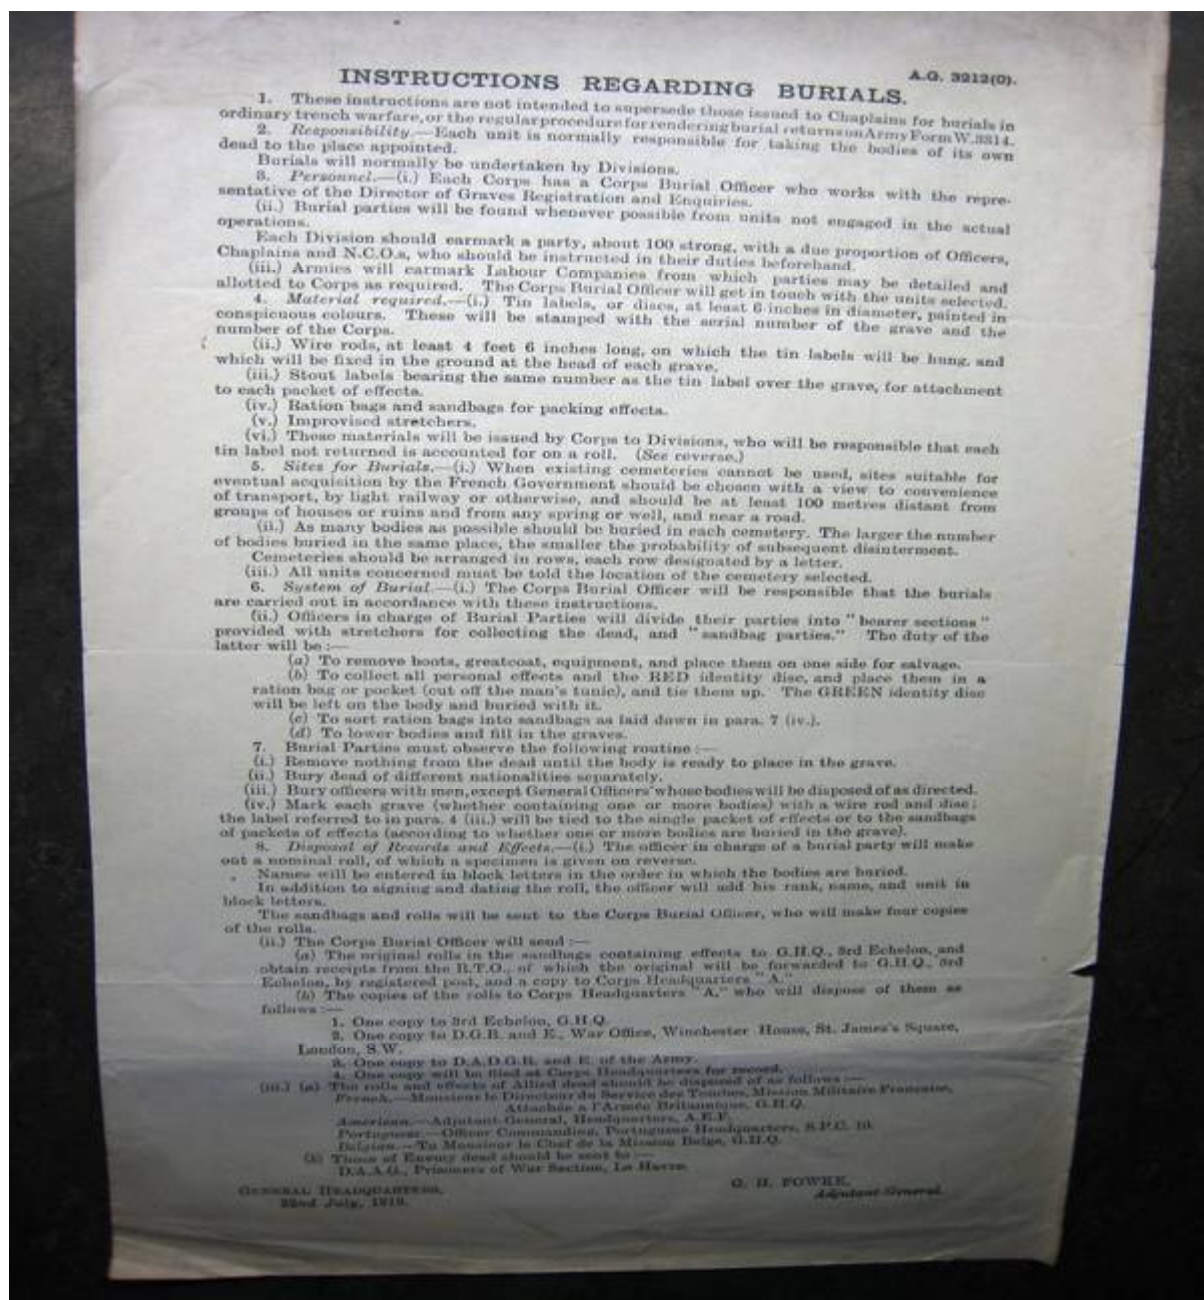 A.G. 3212(O).
INSTRUCTIONS REGARDING BURIALS.
1. These instructions are not intended to supersede those issued to Chaplains for burials in
ordinary trench warfare, or the regular procedure for rendering burial returns on Army Form W.3314.
2. Responsibility.—Each unit is normally responsible for taking the bodies of its own
dead to the place appointed.
Burials will normally be undertaken by Divisions.
3. Personnel.—(i.) Each Corps has a Corps Burial Officer who works with the repre-
sentative of the Director of Graves Registration and Enquiries.
(ii.) Burial parties will be found whenever possible from units not engaged in the actual
operations.
Each Division should earmark a party, about 100 strong, with a due proportion of Officers,
Chaplains and N.C.O.s, who should be instructed in their duties beforehand.
(iii.) Armies will earmark Labour Companies from which parties may be detailed and
allotted to Corps as required. The Corps Burial Officer will get in touch with the units selected.
4. Material required.—(i.) Tin labels, or discs, at least 6 inches in diameter, painted in
conspicuous colours. These will be stamped with the serial number of the grave and the
number of the Corps.
(ii.) Wire rods, at least 4 feet 6 inches long, on which the tin labels will be hung, and
which will be fixed in the ground at the head of each grave.
(iii.) Stout labels bearing the same number as the tin label over the grave, for attachment
to each packet of effects.
(iv.) Ration bags and sandbags for packing effects.
(v.) Improvised stretchers.
(vi.) These materials will be issued by Corps to Divisions, who will be responsible that each
tin label not returned is accounted for on a roll. (See reverse.)
5. Sites for Burials.—(i.) When existing cemeteries cannot be used, sites suitable for
eventual acquisition by the French Government should be chosen with a view to convenience
of transport, by light railway or otherwise, and should be at least 100 metres distant from
groups of houses or ruins and from any spring or well, and near a road.
(ii.) As many bodies as possible should be buried in each cemetery. The larger the number
of bodies buried in the same place, the smaller the probability of subsequent disinterment.
Cemeteries should be arranged in rows, each row designated by a letter.
(iii.) All units concerned must be told the location of the cemetery selected.
6. System of Burial.—(i.) The Corps Burial Officer will be responsible that the burials
are carried out in accordance with these instructions.
(ii.) Officers in charge of Burial Parties will divide their parties into "bearer sections"
provided with stretchers for collecting the dead, and "sandbag parties." The duty of the
latter will be :—
(a) To remove boots, greatcoat, equipment, and place them on one side for salvage.
(b) To collect all personal effects and the RED identity disc, and place them in a
ration bag or pocket (cut off the man's tunic), and tie them up. The GREEN identity disc
will be left on the body and buried with it.
(c) To sort ration bags into sandbags as laid down in para. 7 (iv.).
(d) To lower bodies and fill in the graves.
7. Burial Parties must observe the following routine :—
(i.) Remove nothing from the dead until the body is ready to place in the grave.
(ii.) Bury dead of different nationalities separately.
(iii.) Bury officers with men, except General Officers whose bodies will be disposed of as directed.
(iv.) Mark each grave (whether containing one or more bodies) with a wire rod and disc;
the label referred to in para. 4 (iii.) will be tied to the single packet of effects or to the sandbags
of packets of effects (according to whether one or more bodies are buried in the grave).
8. Disposal of Records and Effects.—(i.) The officer in charge of a burial party will make
out a nominal roll, of which a specimen is given on reverse.
Names will be entered in block letters in the order in which the bodies are buried.
In addition to signing and dating the roll, the officer will add his rank, name, and unit in
block letters.
The sandbags and rolls will be sent to the Corps Burial Officer, who will make four copies
of the rolls.
(ii.) The Corps Burial Officer will send :—
(a) The original rolls in the sandbags containing effects to G.H.Q., 3rd Echelon, and
obtain receipts from the R.T.O., of which the original will be forwarded to G.H.Q., 3rd
Echelon, by registered post, and a copy to Corps Headquarters "A."
(b) The copies of the rolls to Corps Headquarters "A," who will dispose of them as
follows :—
1. One copy to 3rd Echelon, G.H.Q.
2. One copy to D.G.R. and E., War Office, Winchester House, St. James's Square,
London, S.W.
3. One copy to D.A.D.G.R. and E. of the Army.
4. One copy will be filed at Corps Headquarters for record.
(iii.) (a) The rolls and effects of Allied dead should be disposed of as follows :—
French.—Monsieur le Directeur du Service des Tombes, Mission Militaire Française,
Attachée a l'Armée Britannique, G.H.Q.
American.—Adjutant-General, Headquarters, A.E.F.
Portuguese.—Officer Commanding, Portuguese Headquarters, S.P.C. 10.
Belgian.—To Monsieur le Chef de la Mission Belge, G.H.Q.
(b) Those of Enemy dead should be sent to :—
D.A.A.G., Prisoners of War Section, Le Havre.
G. H. FOWKE,
Adjutant-General.
GENERAL HEADQUARTERS,
22nd July, 1918.